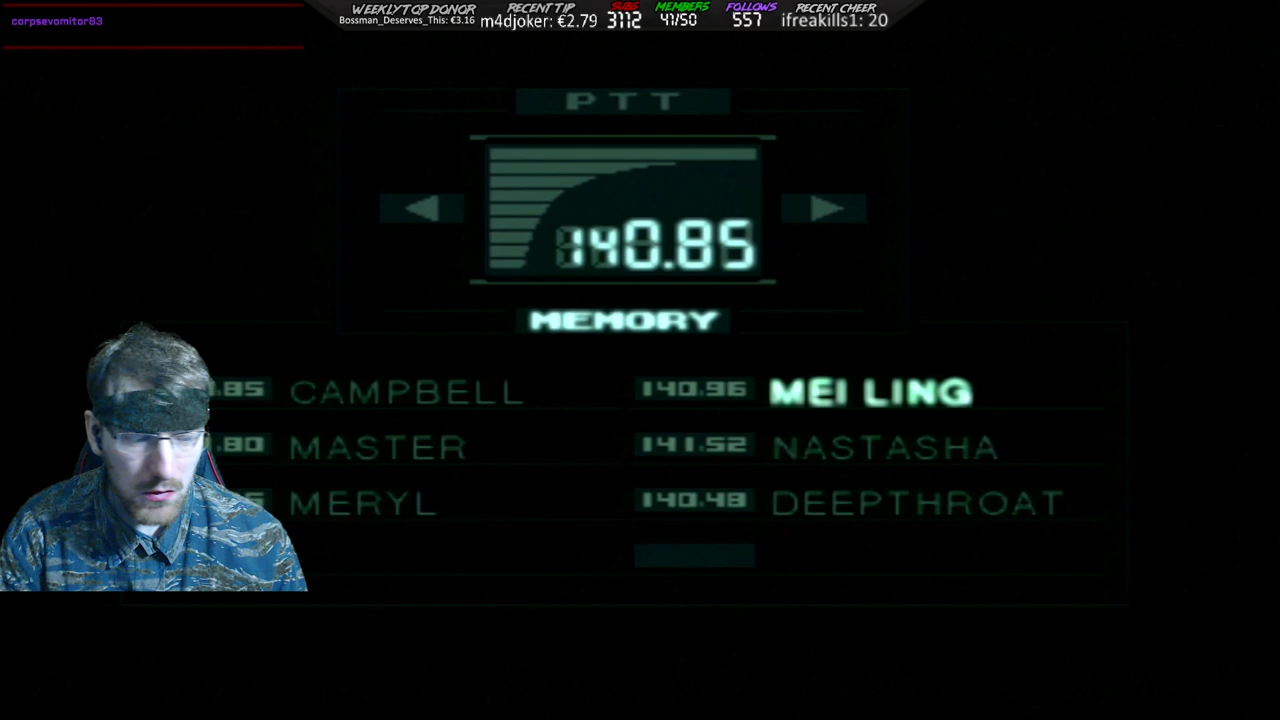 WEEKLY TOP DONOR
Bossman_Deserves_This: €3.16
RECENT TIP
m4djoker: €2.79
SUBS
3112
MEMBERS
41/50
FOLLOWS
557
RECENT CHEER
ifreakills1: 20
corpsevomitor83
PTT
140.85
MEMORY
.85 CAMPBELL
140.96 MEI LING
.80 MASTER
141.52 NASTASHA
MERYL
140.48 DEEPTHROAT